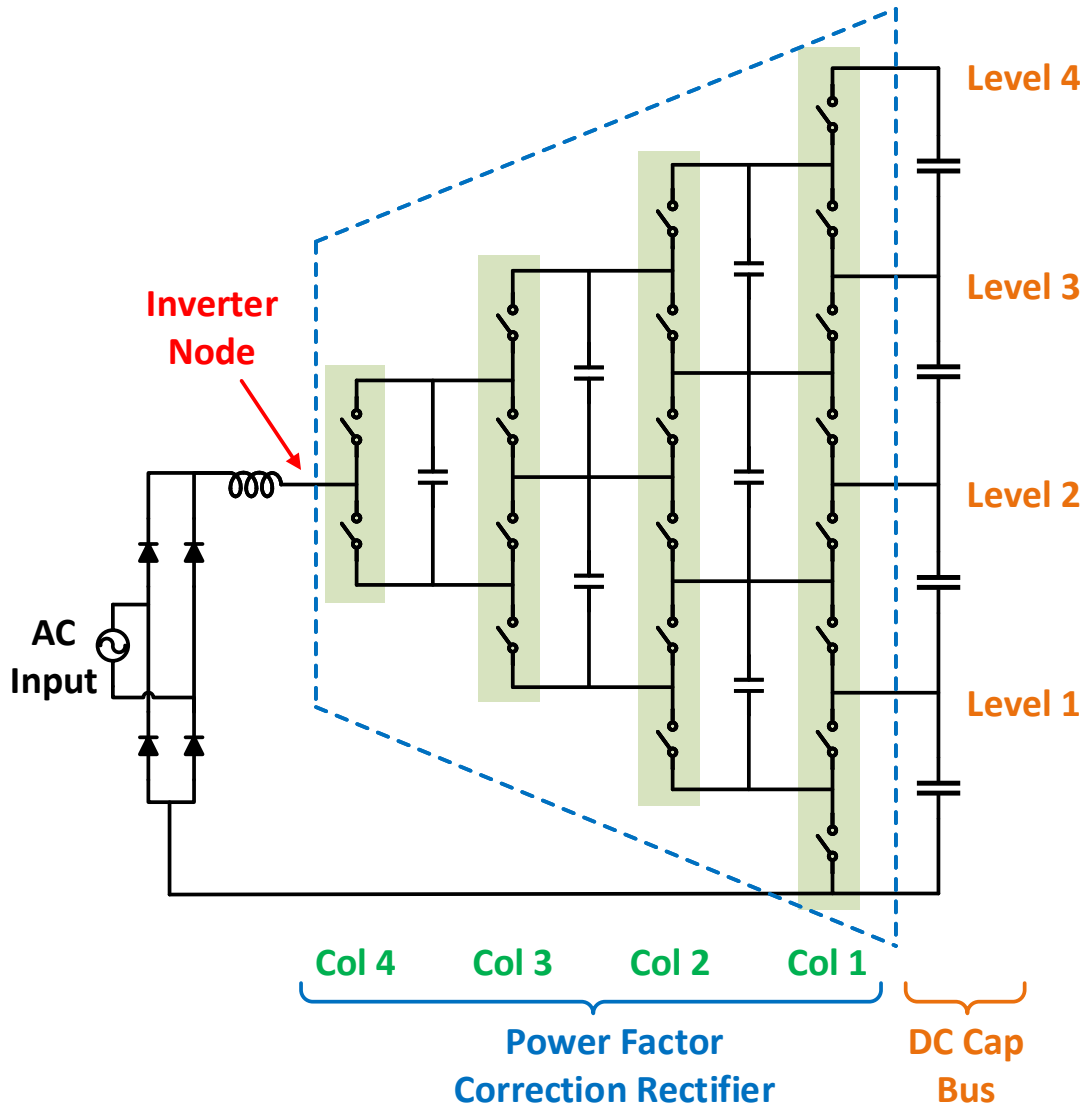 Level 4
Inverter
Node
Level 3
Level 2
AC
Input
Level 1
Col 4
Col 3
Col 2
Col 1
Power Factor
Correction Rectifier
DC Cap
Bus